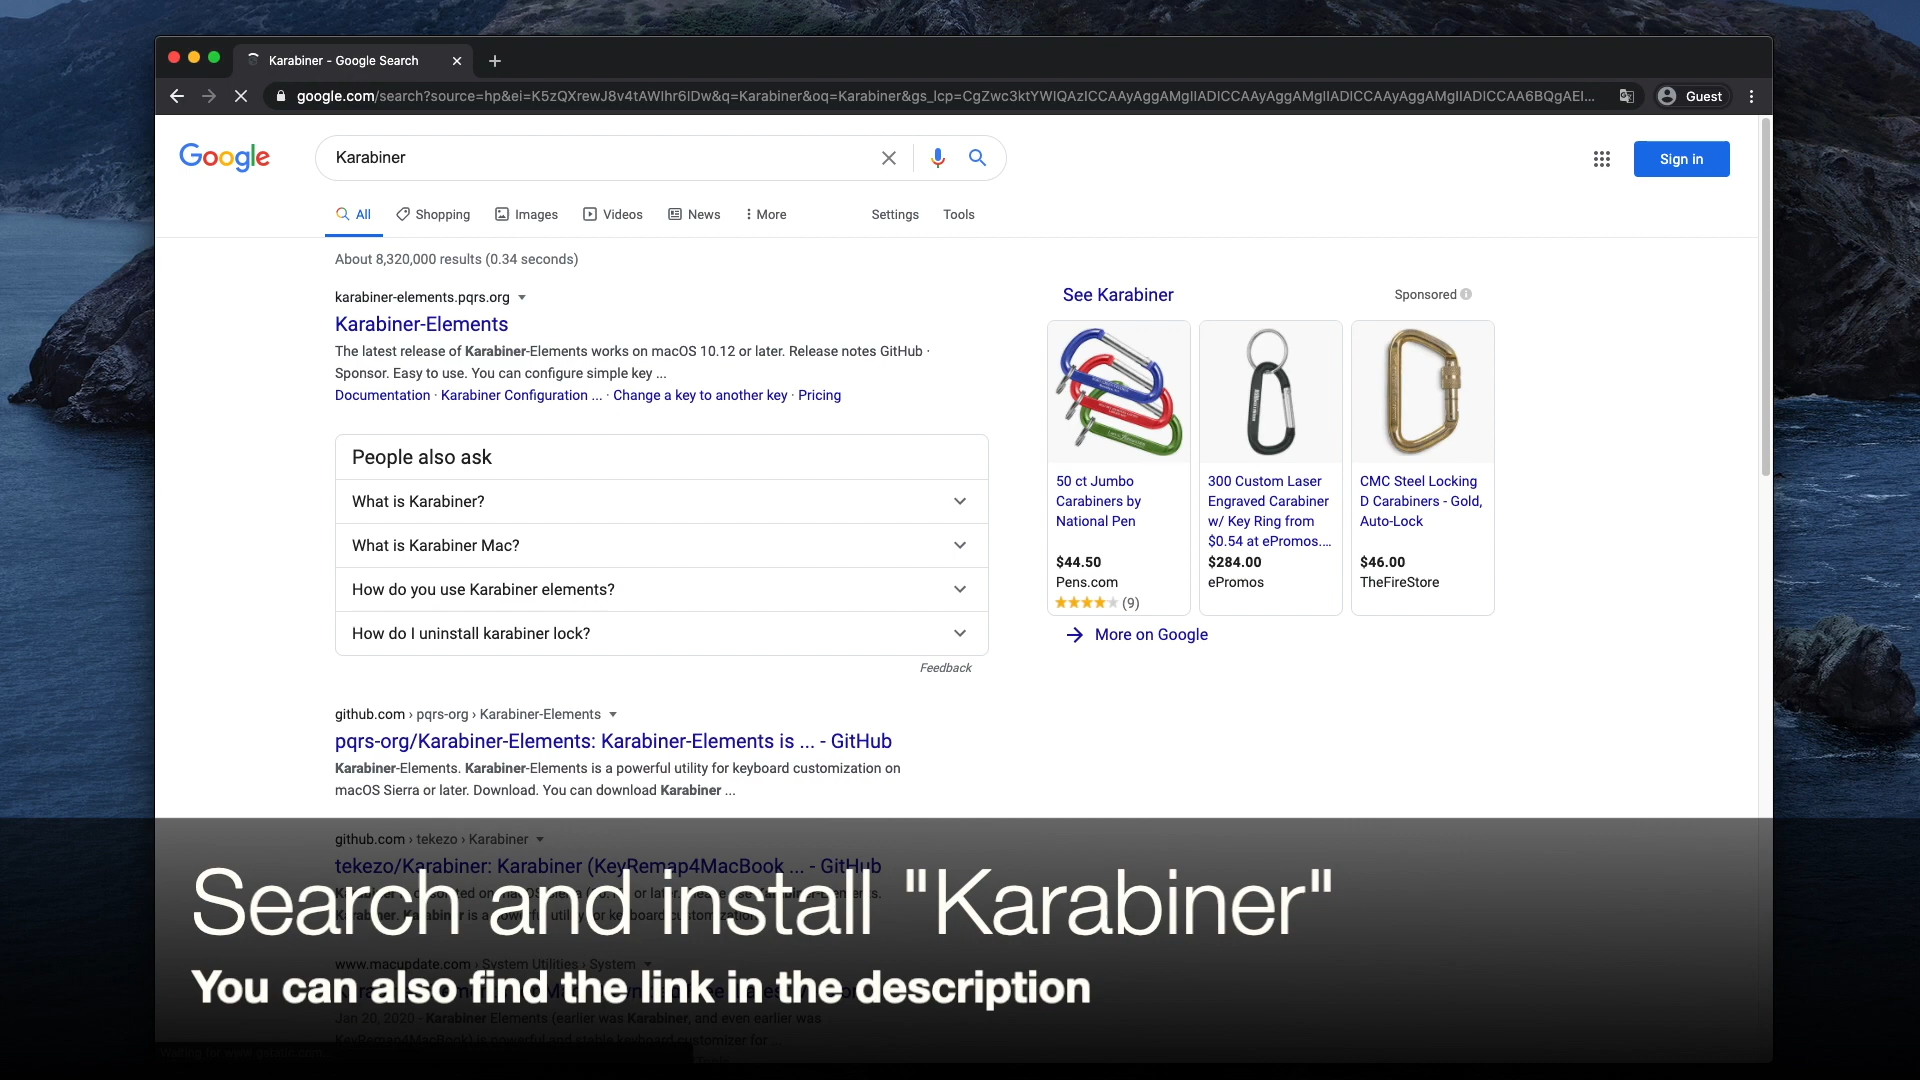 Karabiner - Google Search
google.com/search?source=hp&ei=K5zQXrewJ8v4tAWIhr6IDw&q=Karabiner&oq=Karabiner&gs_lcp=CgZwc3ktYWIQAzICCAAyAggAMgIIADICCAAyAggAMgIIADICCAAyAggAMgIIADICCAA6BQgAEI...
Guest
Google
Karabiner
Sign in
All
Shopping
Images
Videos
News
More
Settings
Tools
About 8,320,000 results (0.34 seconds)
karabiner-elements.pqrs.org
Karabiner-Elements
The latest release of Karabiner-Elements works on macOS 10.12 or later. Release notes GitHub ·
Sponsor. Easy to use. You can configure simple key ...
Documentation · Karabiner Configuration ... · Change a key to another key · Pricing
People also ask
What is Karabiner?
What is Karabiner Mac?
How do you use Karabiner elements?
How do I uninstall karabiner lock?
Feedback
See Karabiner
Sponsored
50 ct Jumbo
Carabiners by
National Pen
$44.50
Pens.com
(9)
300 Custom Laser
Engraved Carabiner
w/ Key Ring from
$0.54 at ePromos....
$284.00
ePromos
CMC Steel Locking
D Carabiners - Gold,
Auto-Lock
$46.00
TheFireStore
More on Google
github.com › pqrs-org › Karabiner-Elements
pqrs-org/Karabiner-Elements: Karabiner-Elements is ... - GitHub
Karabiner-Elements. Karabiner-Elements is a powerful utility for keyboard customization on
macOS Sierra or later. Download. You can download Karabiner ...
github.com › tekezo › Karabiner
tekezo/Karabiner: Karabiner (KeyRemap4MacBook ... - GitHub
Search and install "Karabiner"
www.macupdate.com › System Utilities › System
You can also find the link in the description
Jan 20, 2020 - Karabiner Elements (earlier was Karabiner, and even earlier was
KeyRemap4MacBook) is powerful and stable keyboard customizer for ...